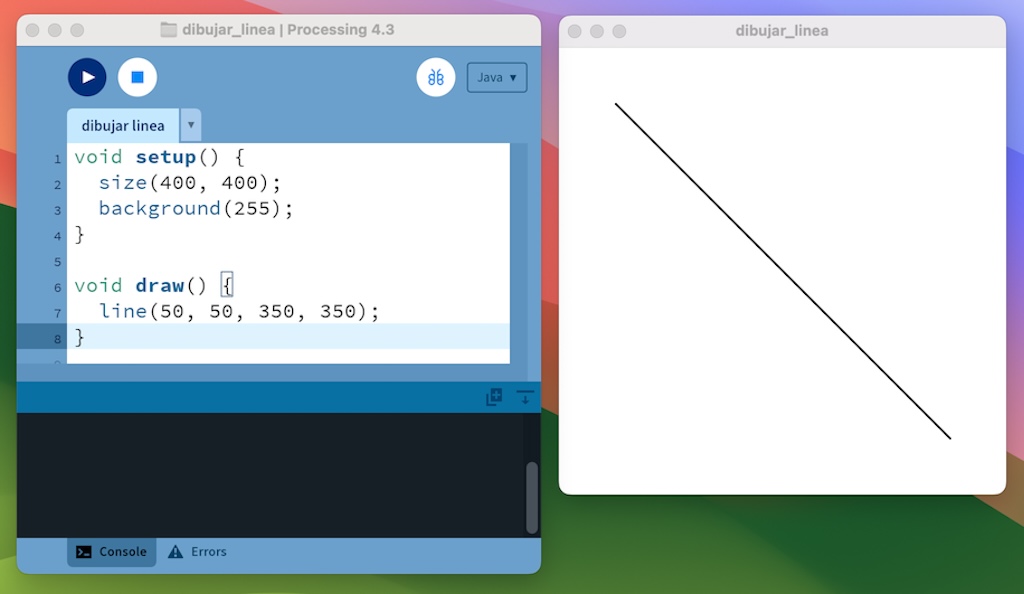 dibujar_linea | Processing 4.3
Java ▾
dibujar linea ▾
1 void setup() {
2   size(400, 400);
3   background(255);
4 }
5
6 void draw() {
7   line(50, 50, 350, 350);
8 }
Console
Errors
dibujar_linea